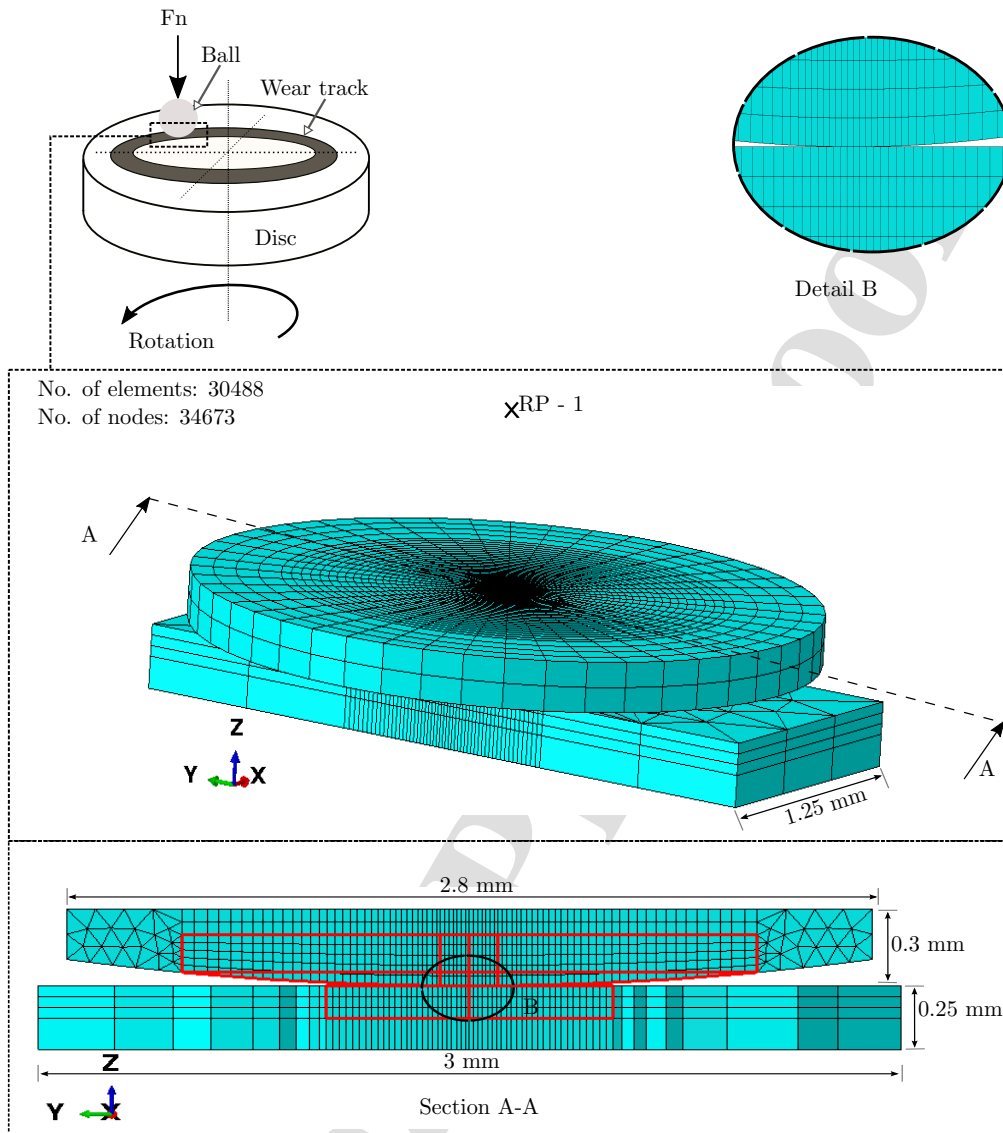 Fn
Ball
Wear track
Disc
Rotation
Detail B
No. of elements: 30488
No. of nodes: 34673
RP - 1
A
A
Z
Y
X
1.25 mm
2.8 mm
0.3 mm
B
0.25 mm
3 mm
Z
Y
X
Section A-A